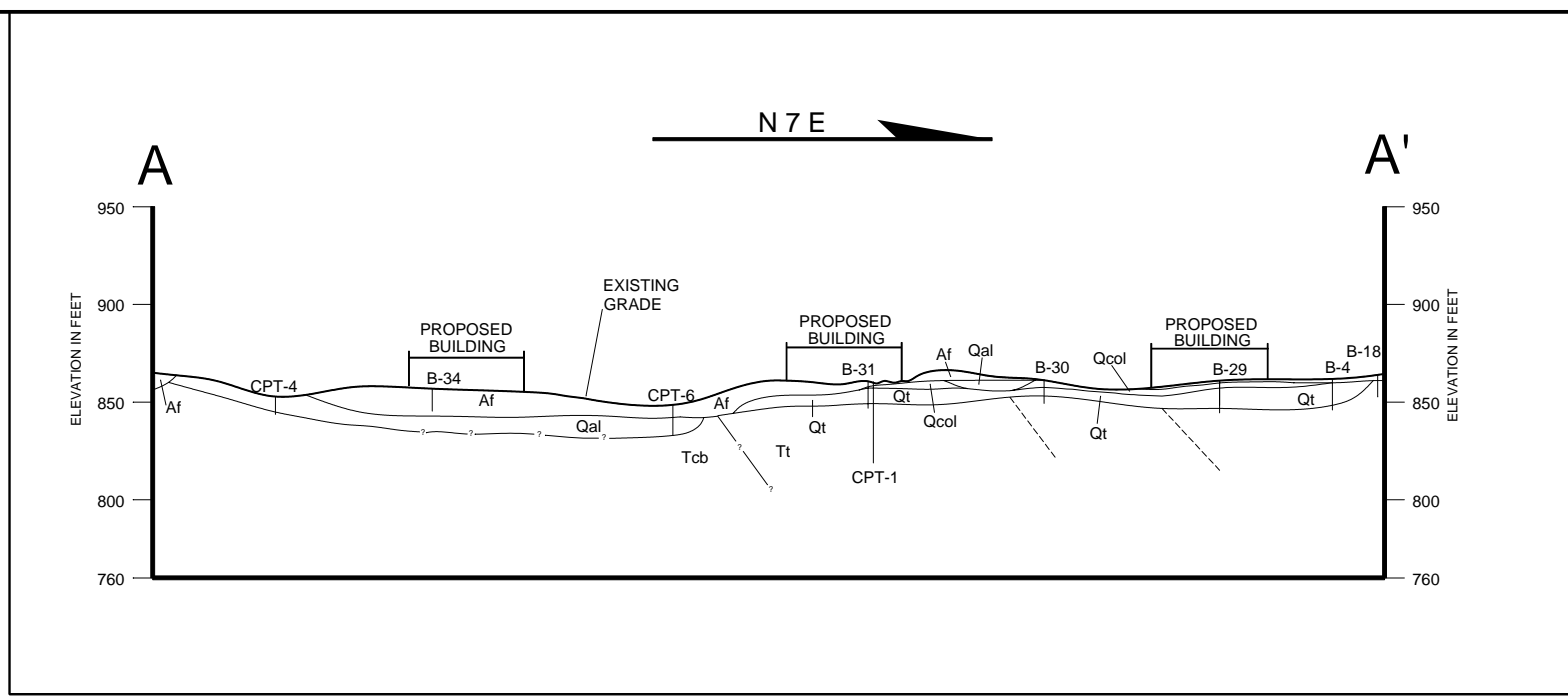 N 7 E
A
A'
950
950
900
900
850
850
800
800
760
760
ELEVATION IN FEET
ELEVATION IN FEET
EXISTING
GRADE
PROPOSED
BUILDING
PROPOSED
BUILDING
PROPOSED
BUILDING
Af
CPT-4
B-34
Af
Qal
? ? ? ?
CPT-6
Af
Tcb
?
?
Tt
Qt
B-31
Qt
CPT-1
Qcol
Af
Qal
B-30
Qcol
Qt
B-29
Qt
B-4
B-18